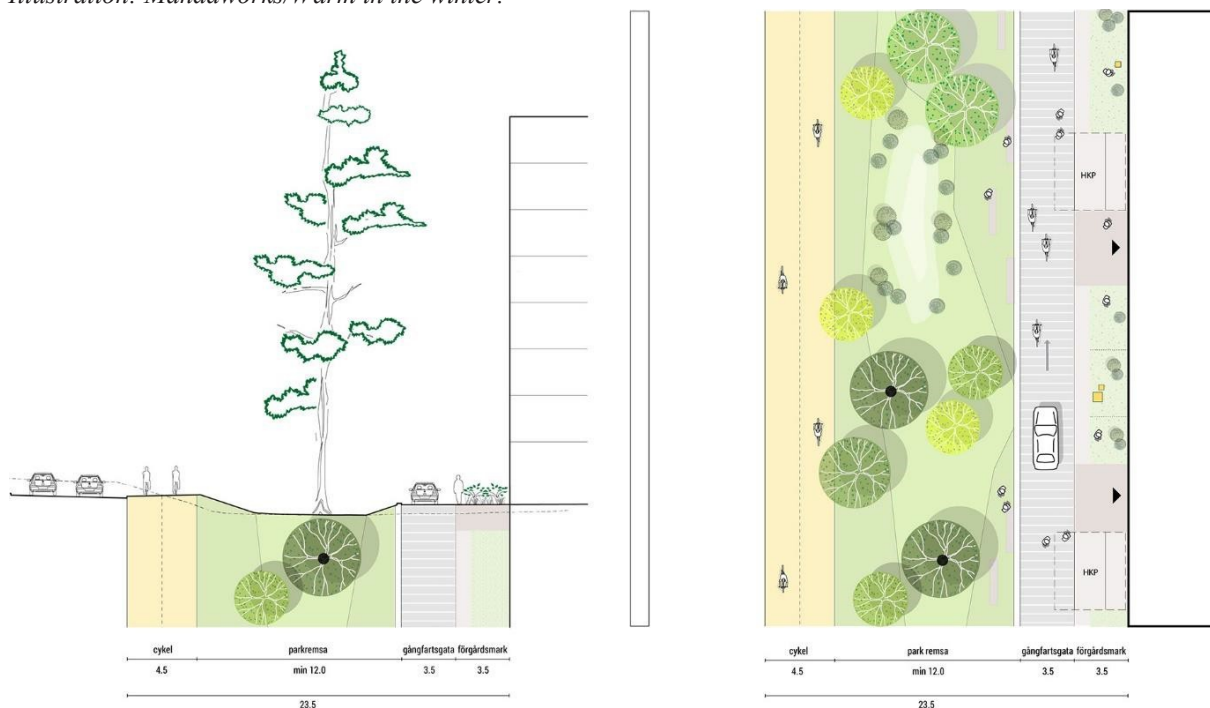 Illustration: Mandaworks/Warm in the winter.
HKP
HKP
cykel parkremsa gångfartsgata förgårdsmark
4.5 min 12.0 3.5 3.5
23.5
cykel park remsa gångfartsgata förgårdsmark
4.5 min 12.0 3.5 3.5
23.5